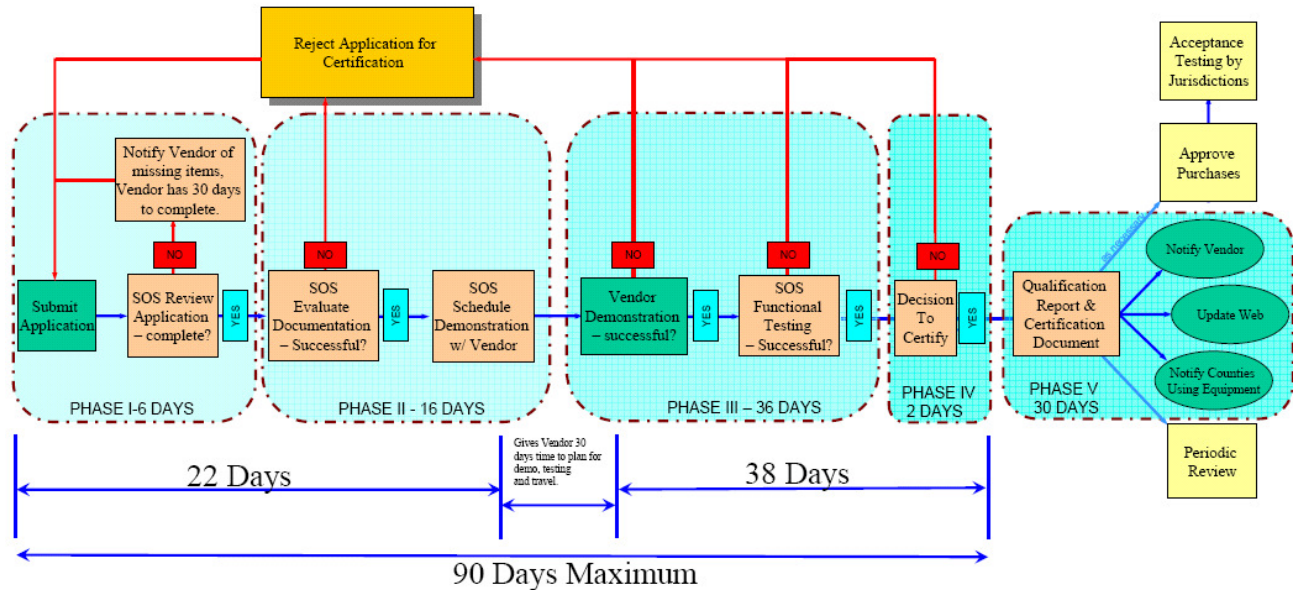 Reject Application for
Certification
Acceptance
Testing by
Jurisdictions
Notify Vendor of
missing items,
Vendor has 30 days
to complete.
Approve
Purchases
as necessary
NO
NO
NO
NO
NO
Submit
Application
SOS Review
Application
– complete?
YES
SOS
Evaluate
Documentation
– Successful?
YES
SOS
Schedule
Demonstration
w/ Vendor
Vendor
Demonstration
– successful?
YES
SOS
Functional
Testing
– Successful?
YES
Decision
To
Certify
YES
Qualification
Report &
Certification
Document
Notify Vendor
Update Web
Notify Counties
Using Equipment
PHASE I-6 DAYS
PHASE II - 16 DAYS
PHASE III – 36 DAYS
PHASE IV
2 DAYS
PHASE V
30 DAYS
Periodic
Review
22 Days
Gives Vendor 30
days time to plan for
demo, testing
and travel.
38 Days
90 Days Maximum